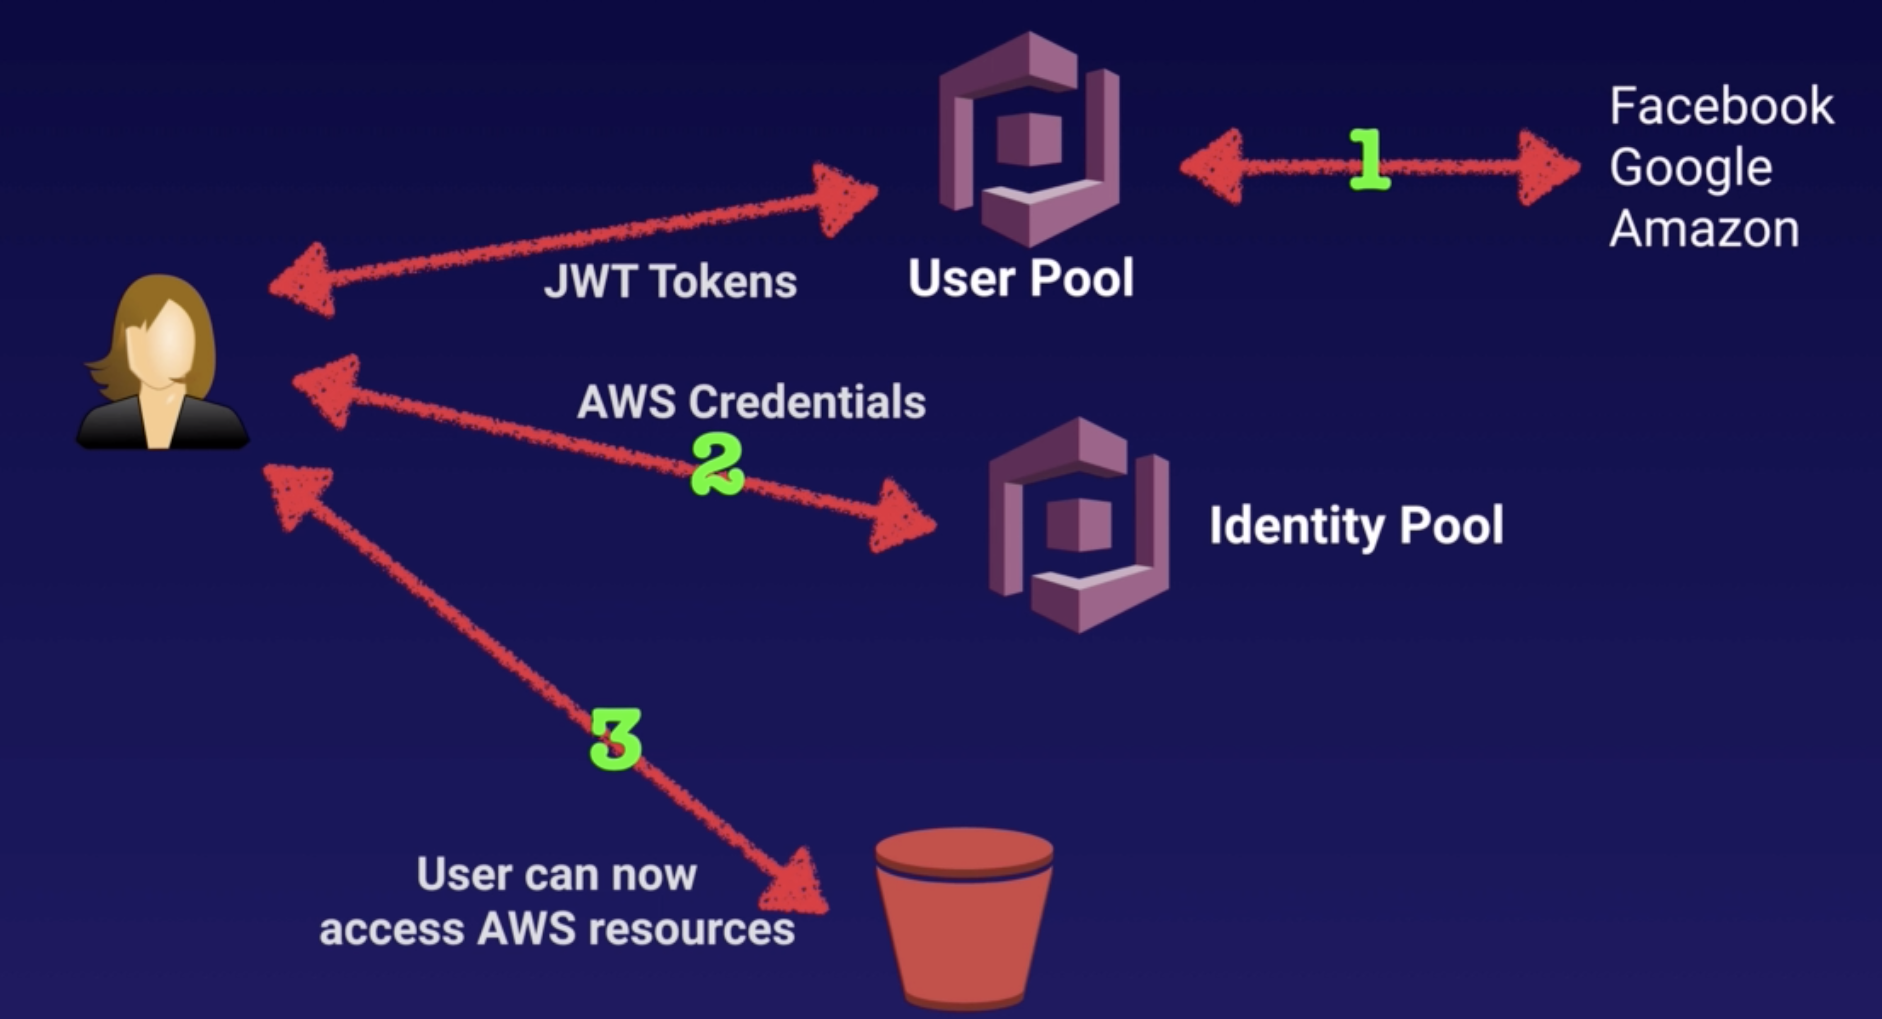 Facebook
1
Google
Amazon
JWT Tokens
User Pool
AWS Credentials
2
Identity Pool
3
User can now
access AWS resources